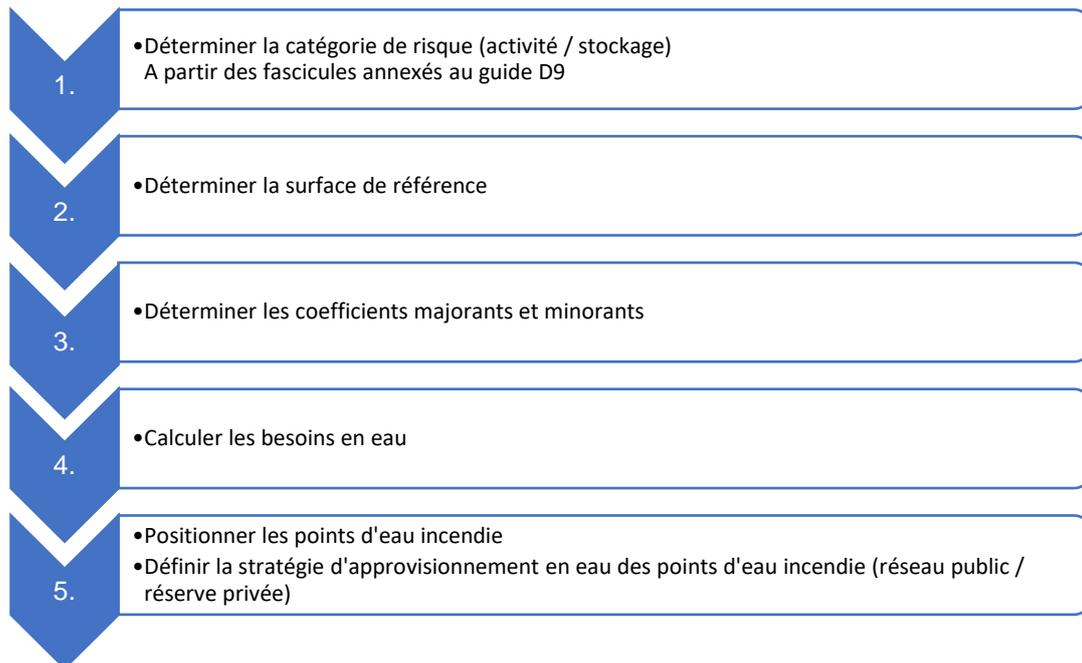 1.
•Déterminer la catégorie de risque (activité / stockage)
A partir des fascicules annexés au guide D9
2.
•Déterminer la surface de référence
3.
•Déterminer les coefficients majorants et minorants
4.
•Calculer les besoins en eau
5.
•Positionner les points d'eau incendie
•Définir la stratégie d'approvisionnement en eau des points d'eau incendie (réseau public /
réserve privée)